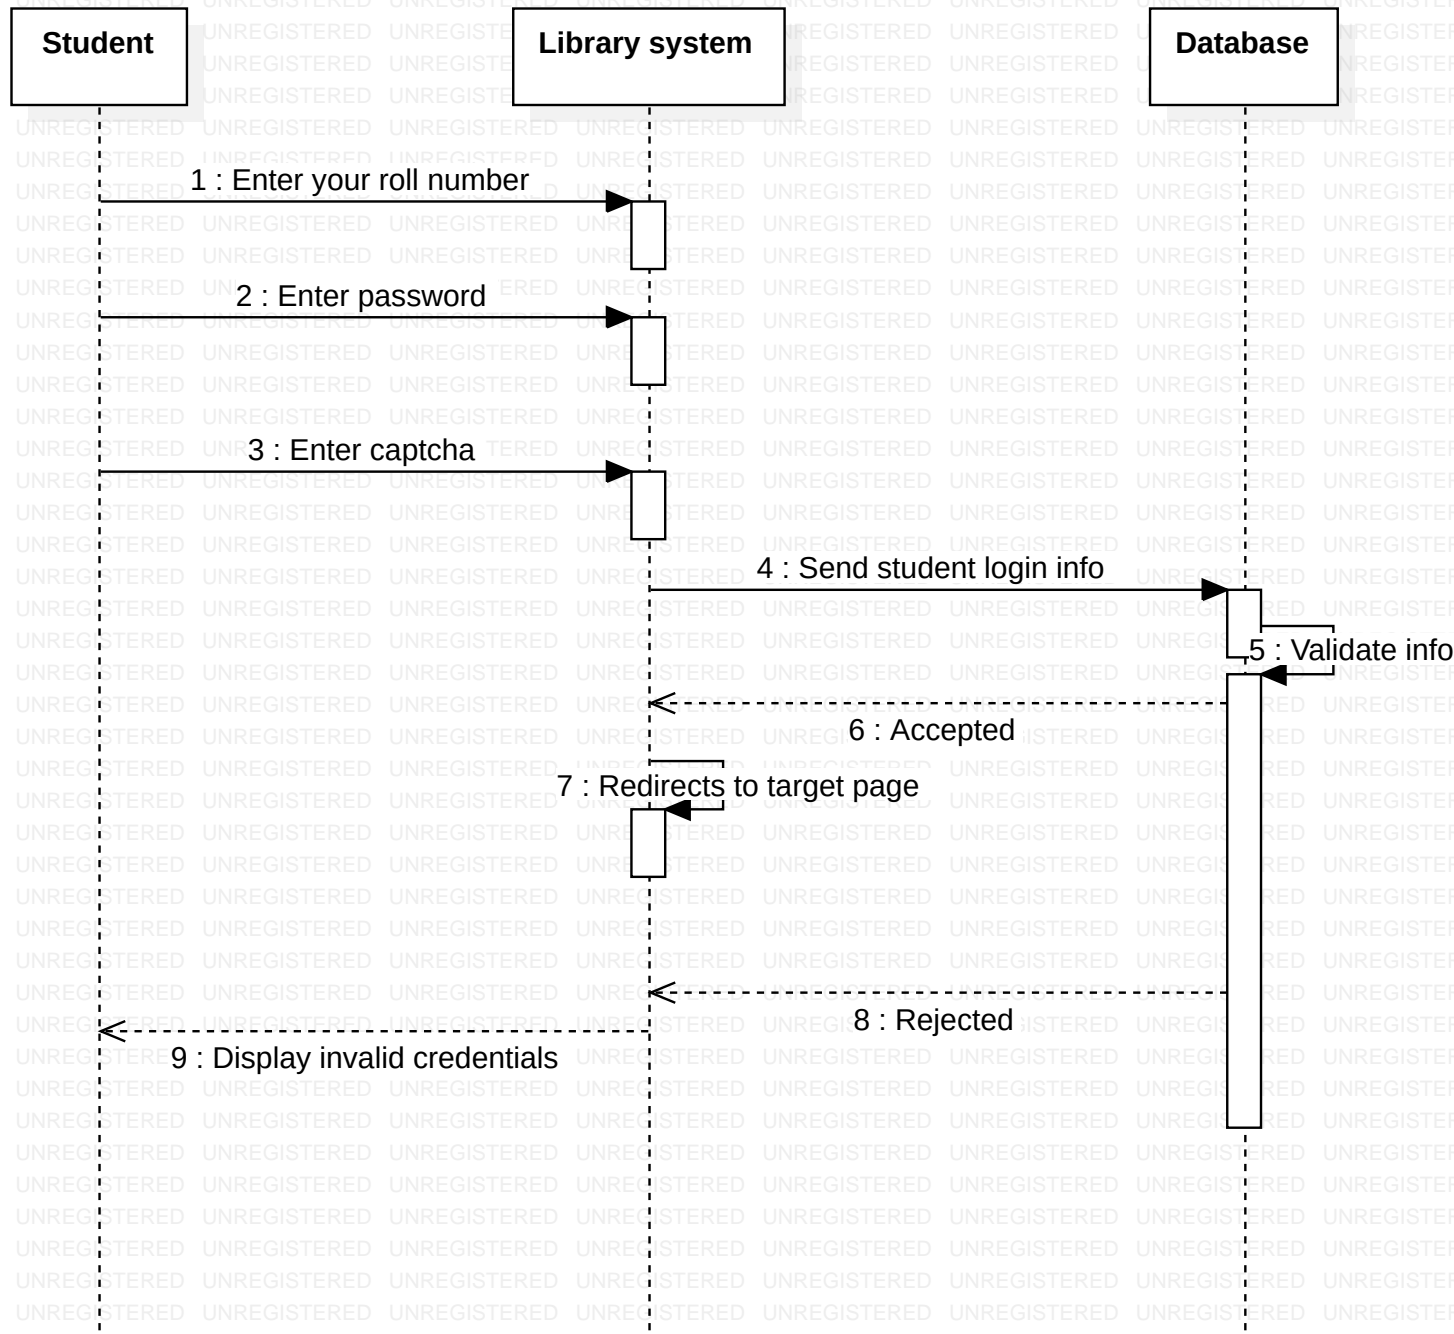 Student
Library system
Database
1 : Enter your roll number
2 : Enter password
3 : Enter captcha
4 : Send student login info
5 : Validate info
6 : Accepted
7 : Redirects to target page
8 : Rejected
9 : Display invalid credentials
UNREGISTERED